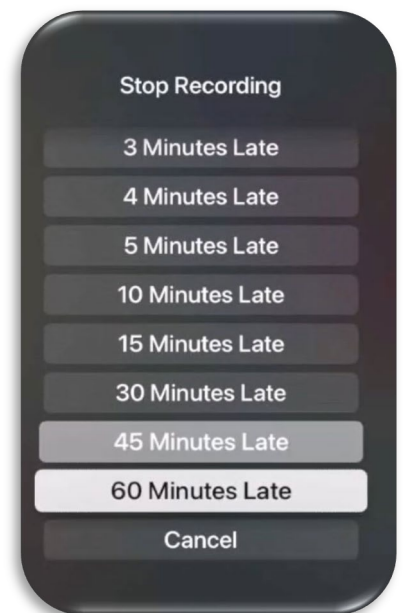 Stop Recording
3 Minutes Late
4 Minutes Late
5 Minutes Late
10 Minutes Late
15 Minutes Late
30 Minutes Late
45 Minutes Late
60 Minutes Late
Cancel